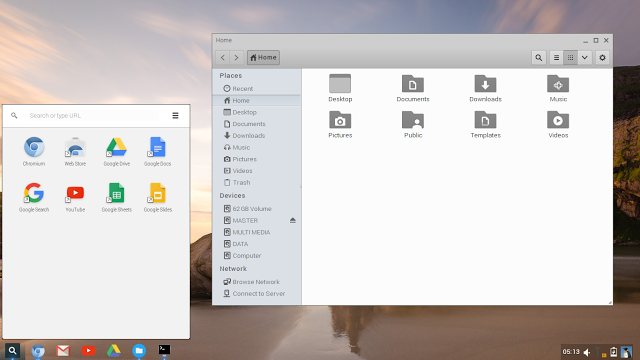 Home
Home
Places
Recent
Home
Desktop
Documents
Downloads
Music
Pictures
Videos
Trash
Devices
62 GB Volume
MASTER
MULTI MEDIA
DATA
Computer
Network
Browse Network
Connect to Server
Desktop
Documents
Downloads
Music
Pictures
Public
Templates
Videos
Search or type URL
Chromium
Web Store
Google Drive
Google Docs
Google Search
YouTube
Google Sheets
Google Slides
05:13